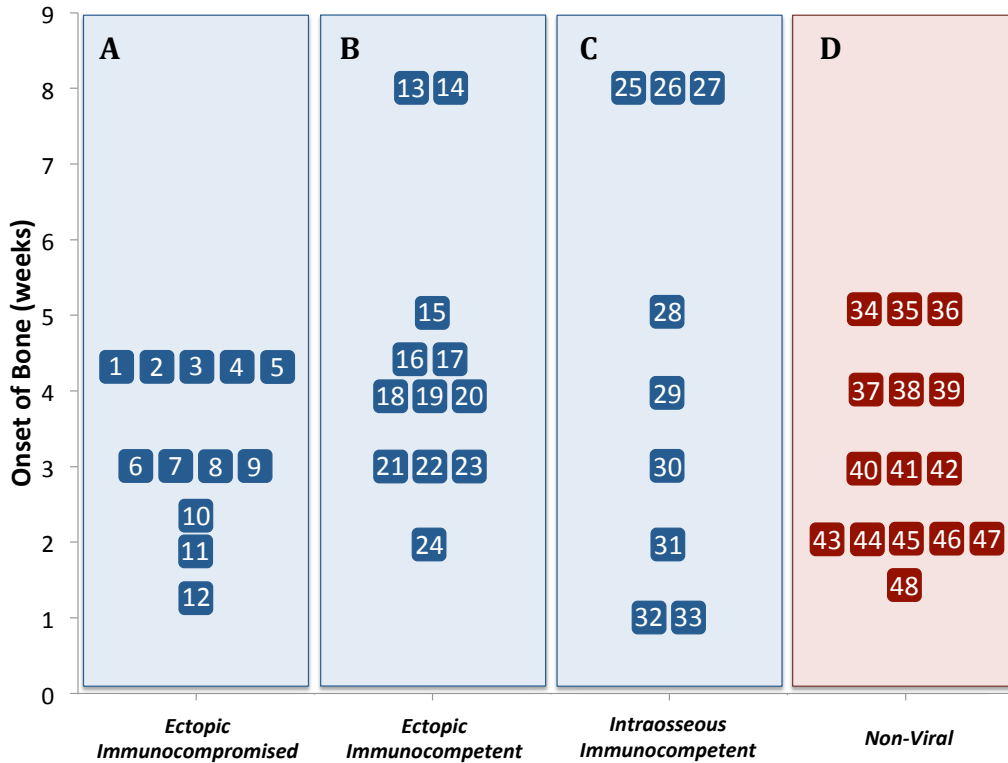 9
A B C D
8 13 14 25 26 27
7
6
5 15 28 34 35 36
16 17
1 2 3 4 5
4 18 19 20 29 37 38 39
3 6 7 8 9 21 22 23 30 40 41 42
10
2 11 24 31 43 44 45 46 47
12 48
1 32 33
0
Onset of Bone (weeks)
Ectopic Ectopic Intraosseous
Immunocompromised Immunocompetent Immunocompetent Non-Viral